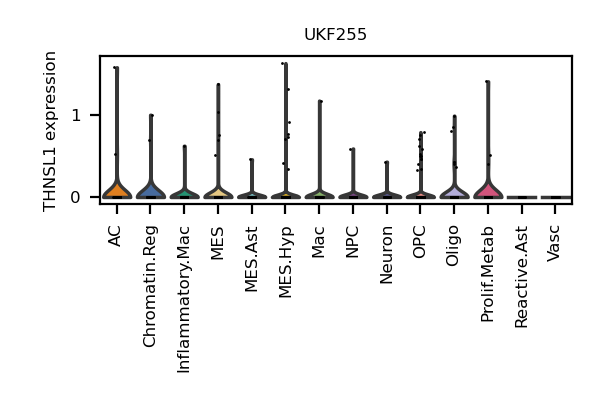 UKF255
THNSL1 expression
1
0
AC
Chromatin.Reg
Inflammatory.Mac
MES
MES.Ast
MES.Hyp
Mac
NPC
Neuron
OPC
Oligo
Prolif.Metab
Reactive.Ast
Vasc